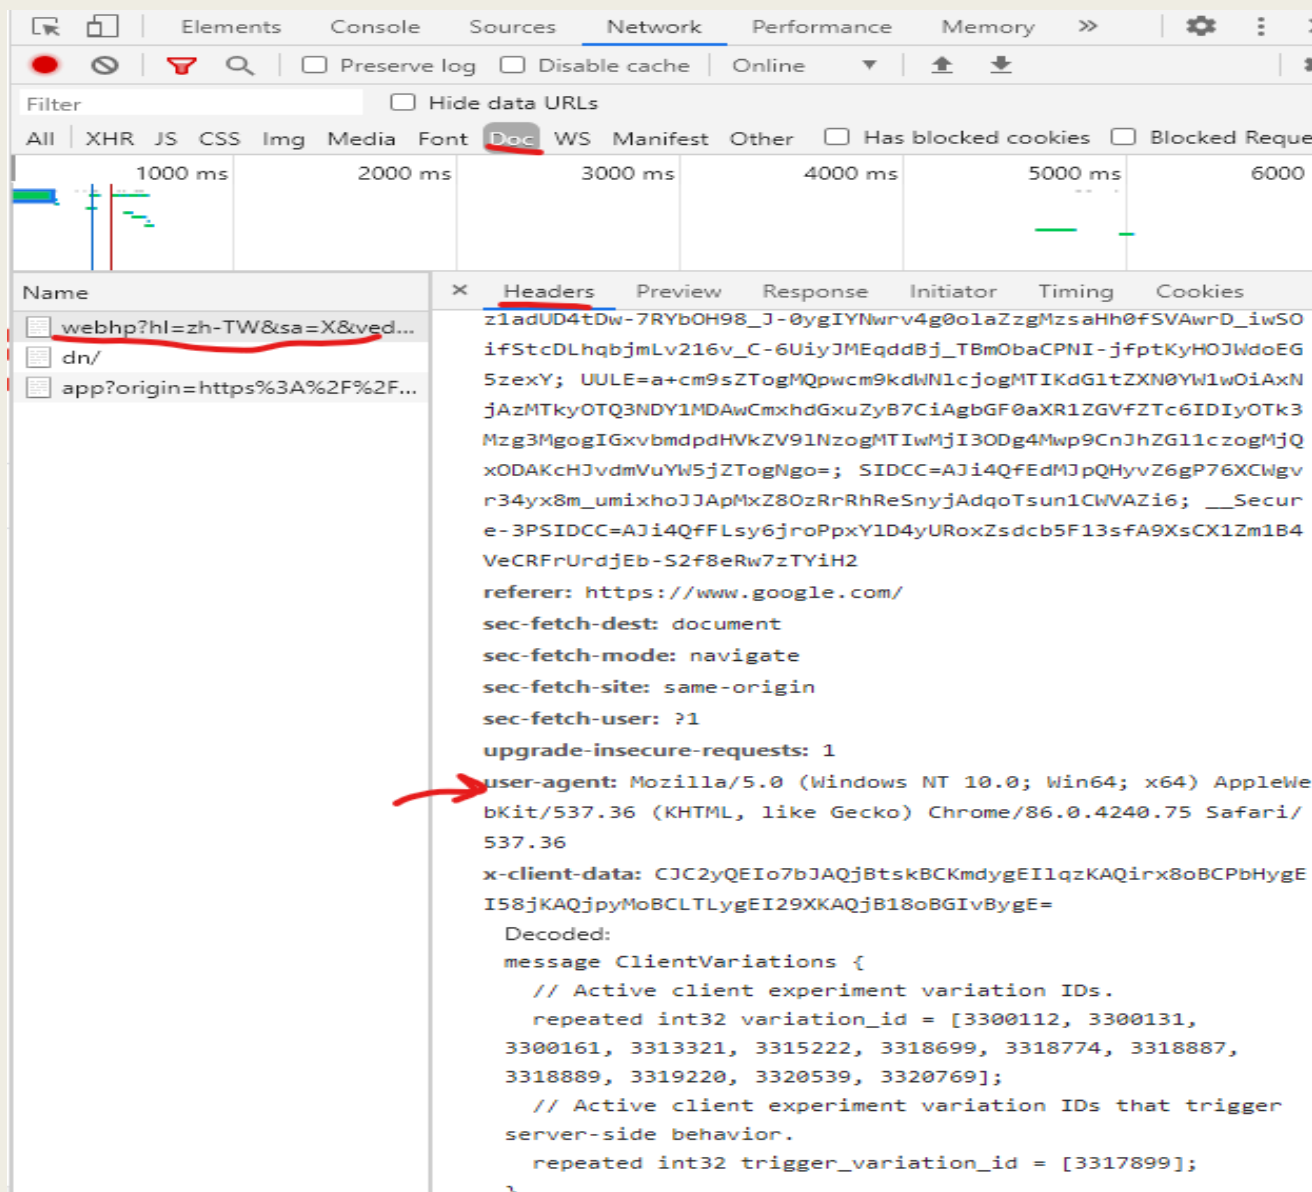 Elements Console Sources Network Performance Memory »
Preserve log Disable cache Online
Filter Hide data URLs
All XHR JS CSS Img Media Font Doc WS Manifest Other Has blocked cookies Blocked Reque
1000 ms 2000 ms 3000 ms 4000 ms 5000 ms 6000
Name
webhp?hl=zh-TW&sa=X&ved...
dn/
app?origin=https%3A%2F%2F...
× Headers Preview Response Initiator Timing Cookies
z1adUD4tDw-7RYbOH98_J-0ygIYNwrv4g0olaZzgMzsaHh0fSVAwrD_iwSO
ifStcDLhqbjmLv216v_C-6UiyJMEqddBj_TBmObaCPNI-jfptKyHOJWdoEG
5zexY; UULE=a+cm9sZTogMQpwcm9kdWNlcjogMTIKdGltZXN0YW1wOiAxN
jAzMTkyOTQ3NDY1MDAwCmxhdGxuZyB7CiAgbGF0aXR1ZGVfZTc6IDIyOTk3
Mzg3MgogIGxvbmdpdHVkZV9lNzogMTIwMjI3ODg4Mwp9CnJhZGl1czogMjQ
xODAKcHJvdmVuYW5jZTogNgo=; SIDCC=AJi4QfEdMJpQHyvZ6gP76XCWgv
r34yx8m_umixhoJJApMxZ8OzRrRhReSnyjAdqoTsun1CWVAZi6; __Secur
e-3PSIDCC=AJi4QfFLsy6jroPpxYlD4yURoxZsdcb5F13sfA9XsCX1Zm1B4
VeCRFrUrdjEb-S2f8eRw7zTYiH2
referer: https://www.google.com/
sec-fetch-dest: document
sec-fetch-mode: navigate
sec-fetch-site: same-origin
sec-fetch-user: ?1
upgrade-insecure-requests: 1
user-agent: Mozilla/5.0 (Windows NT 10.0; Win64; x64) AppleWe
bKit/537.36 (KHTML, like Gecko) Chrome/86.0.4240.75 Safari/
537.36
x-client-data: CJC2yQEIo7bJAQjBtskBCKmdygEIlqzKAQirx8oBCPbHygE
I58jKAQjpyMoBCLTLygEI29XKAQjB18oBGIvBygE=
Decoded:
message ClientVariations {
// Active client experiment variation IDs.
repeated int32 variation_id = [3300112, 3300131,
3300161, 3313321, 3315222, 3318699, 3318774, 3318887,
3318889, 3319220, 3320539, 3320769];
// Active client experiment variation IDs that trigger
server-side behavior.
repeated int32 trigger_variation_id = [3317899];
}